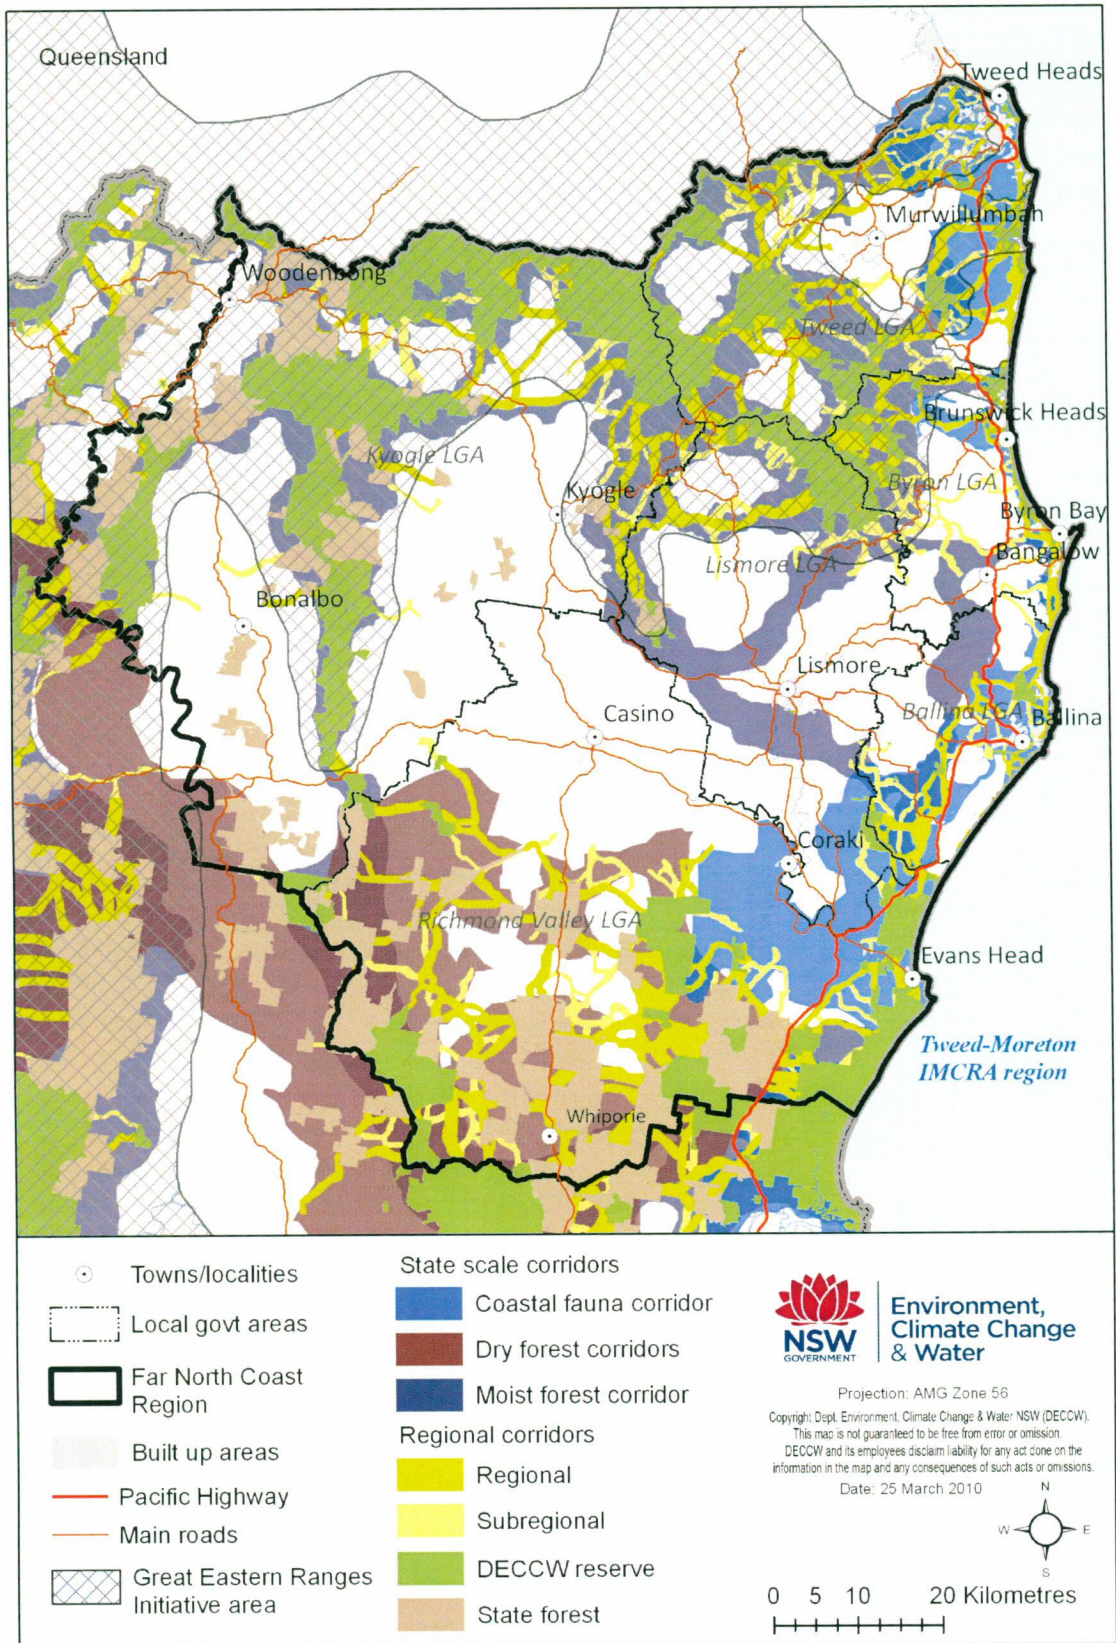 Queensland
Tweed Heads
Murwillumbah
Woodenbong
Tweed LGA
Brunswick Heads
Kyogle LGA
Kyogle
Byron LGA
Byron Bay
Bangalow
Lismore LGA
Bonalbo
Lismore
Casino
Ballina LGA
Ballina
Coraki
Richmond Valley LGA
Evans Head
Tweed-Moreton
IMCRA region
Whiporie
Towns/localities
Local govt areas
Far North Coast
Region
Built up areas
Pacific Highway
Main roads
Great Eastern Ranges
Initiative area
State scale corridors
Coastal fauna corridor
Dry forest corridors
Moist forest corridor
Regional corridors
Regional
Subregional
DECCW reserve
State forest
NSW
GOVERNMENT
Environment,
Climate Change
& Water
Projection: AMG Zone 56
Copyright Dept. Environment, Climate Change & Water NSW (DECCW).
This map is not guaranteed to be free from error or omission.
DECCW and its employees disclaim liability for any act done on the
information in the map and any consequences of such acts or omissions.
Date: 25 March 2010
N
W E
S
0 5 10 20 Kilometres